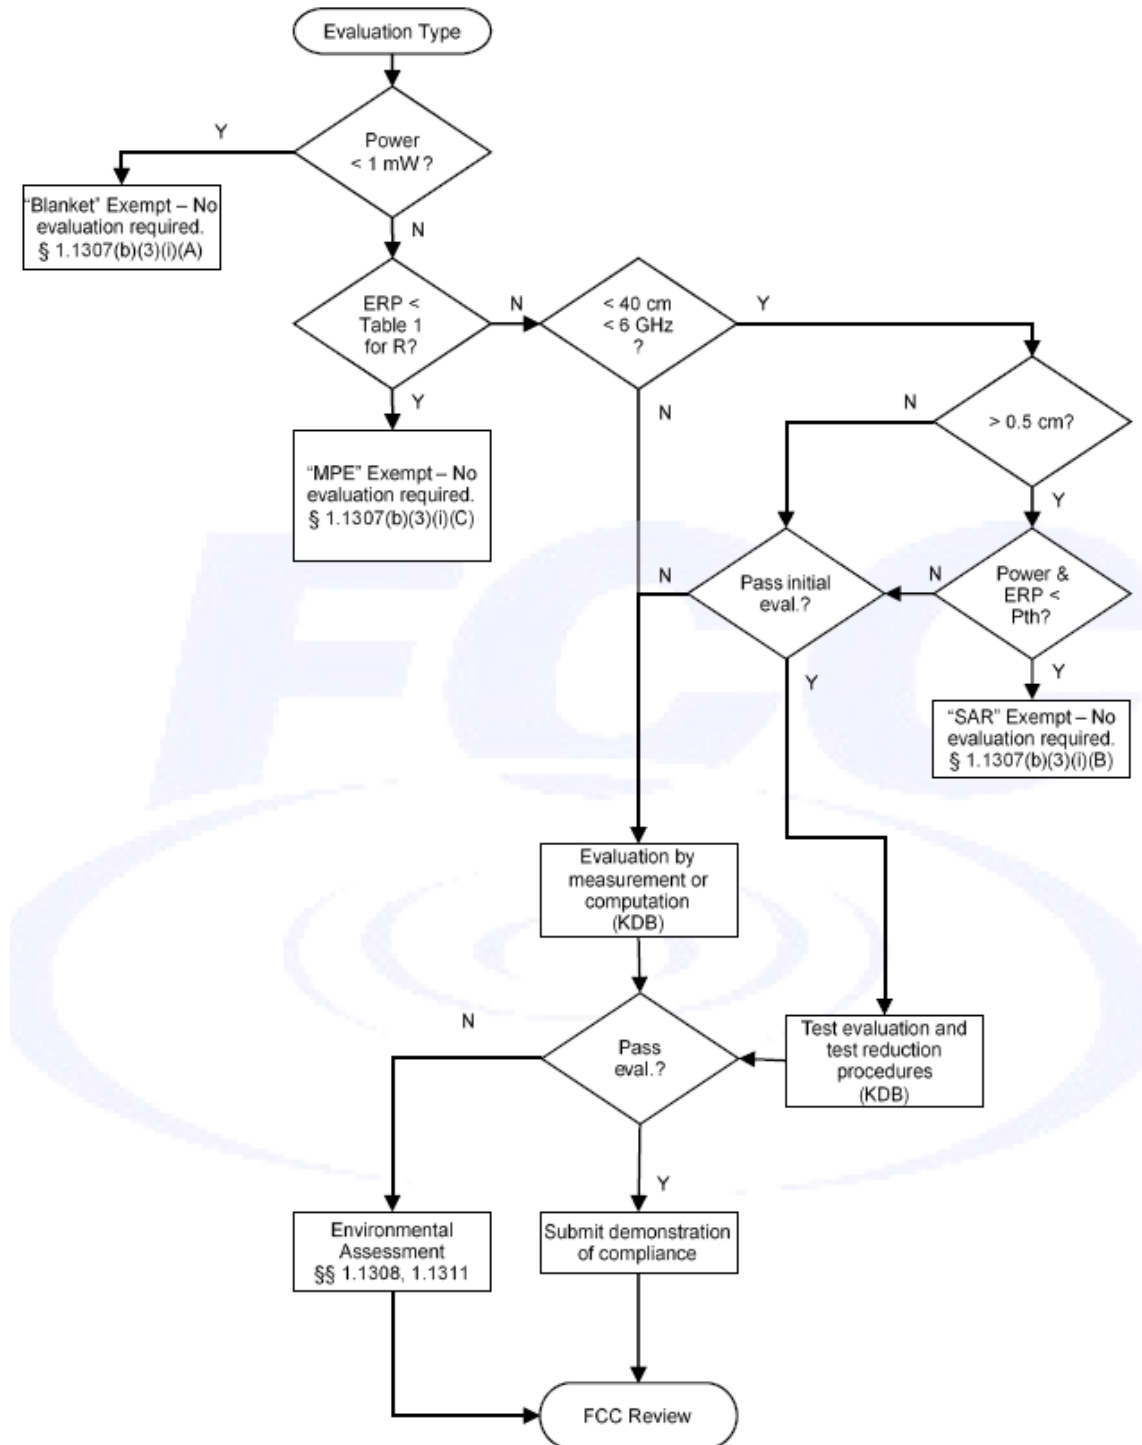 Evaluation Type
Power
< 1 mW?
Y
N
"Blanket" Exempt – No
evaluation required.
§ 1.1307(b)(3)(i)(A)
ERP <
Table 1
for R?
N
Y
< 40 cm
< 6 GHz
?
Y
N
"MPE" Exempt – No
evaluation required.
§ 1.1307(b)(3)(i)(C)
> 0.5 cm?
N
Y
Pass initial
eval.?
N
Y
Power &
ERP <
Pth?
N
Y
"SAR" Exempt – No
evaluation required.
§ 1.1307(b)(3)(i)(B)
Evaluation by
measurement or
computation
(KDB)
Test evaluation and
test reduction
procedures
(KDB)
Pass
eval.?
N
Y
Environmental
Assessment
§§ 1.1308, 1.1311
Submit demonstration
of compliance
FCC Review
FCC